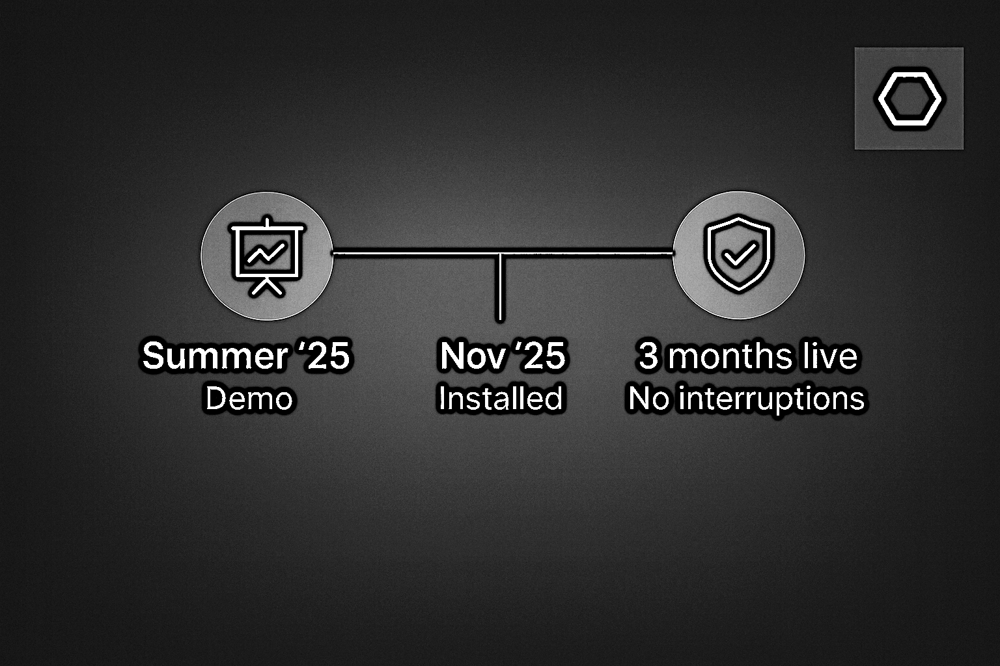 Summer ‘25
Demo
Nov ‘25
Installed
3 months live
No interruptions